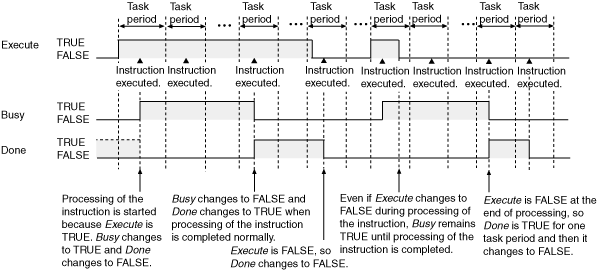 Task period Task period ... Task period ... Task period ... Task period Task period ... Task period Task period
Execute TRUE
FALSE
Instruction executed. Instruction executed. Instruction executed. Instruction executed. Instruction executed. Instruction executed. Instruction executed. Instruction executed.
Busy TRUE
FALSE
Done TRUE
FALSE
Processing of the
instruction is started
because Execute is
TRUE. Busy changes
to TRUE and Done
changes to FALSE.
Busy changes to FALSE and
Done changes to TRUE when
processing of the instruction
is completed normally.
Execute is FALSE, so
Done changes to FALSE.
Even if Execute changes to
FALSE during processing of
the instruction, Busy remains
TRUE until processing of the
instruction is completed.
Execute is FALSE at the
end of processing, so
Done is TRUE for one
task period and then it
changes to FALSE.